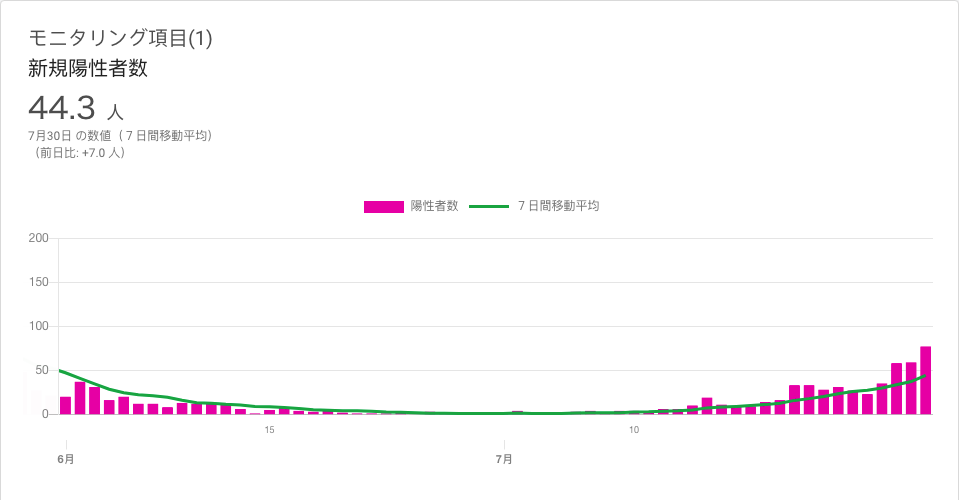 モニタリング項目(1)
新規陽性者数
44.3 人
7月30日 の数値（７日間移動平均）
（前日比: +7.0 人）
陽性者数 ７日間移動平均
200
150
100
50
0
15 10
6月 7月